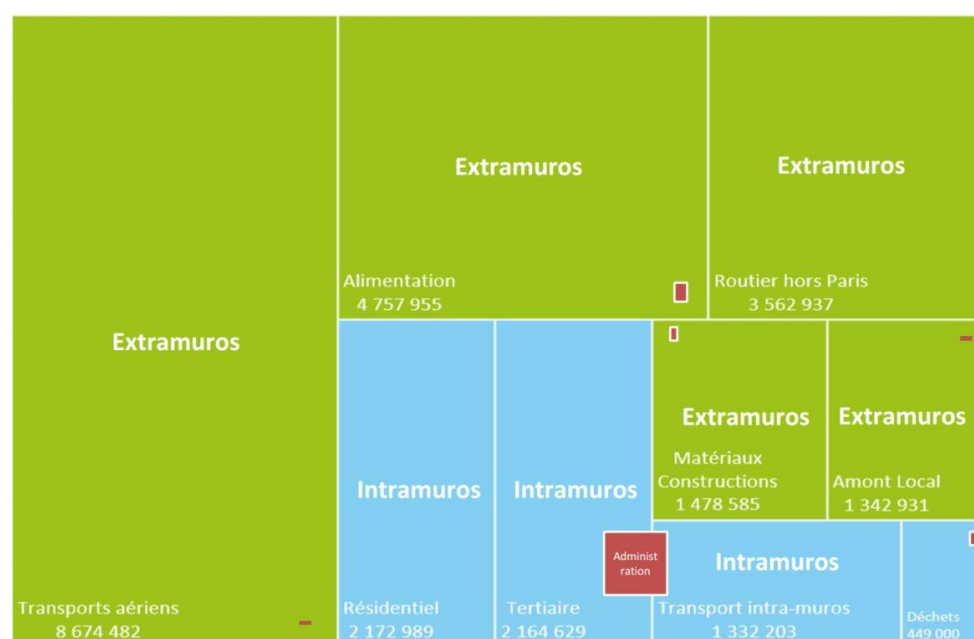 Extramuros
Transports aériens
8 674 482
Extramuros
Alimentation
4 757 955
Extramuros
Routier hors Paris
3 562 937
Intramuros
Résidentiel
2 172 989
Intramuros
Tertiaire
2 164 629
Administ
ration
Extramuros
Matériaux
Constructions
1 478 585
Extramuros
Amont Local
1 342 931
Intramuros
Transport intra-muros
1 332 203
Déchets
449 000